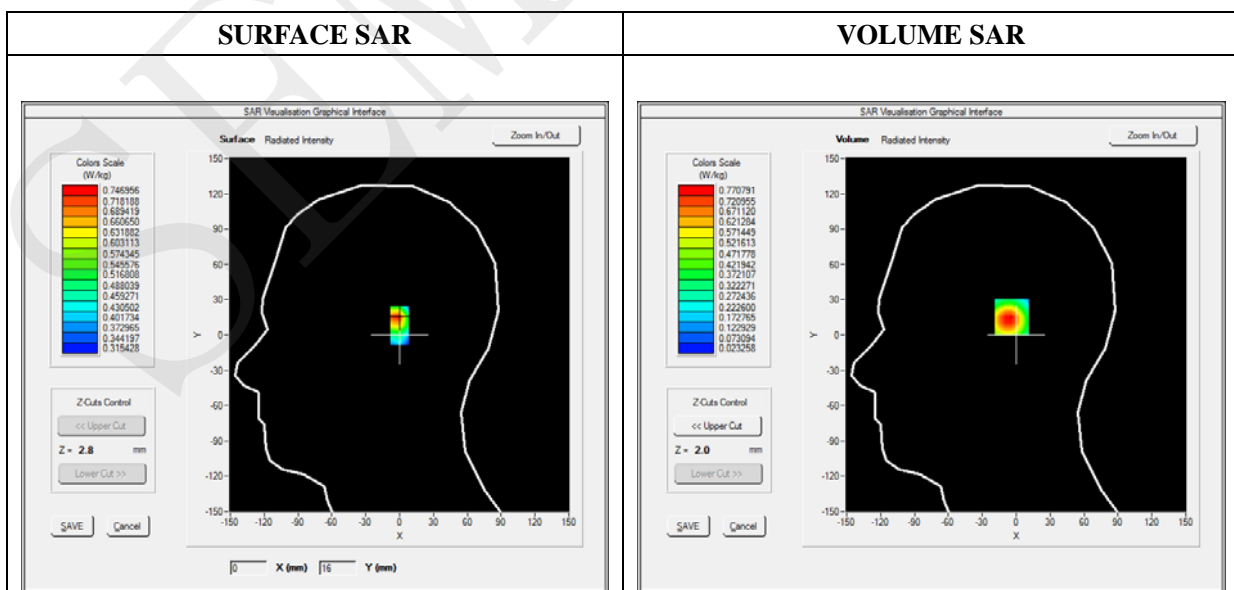 SURFACE SAR
VOLUME SAR
SAR Visualisation Graphical Interface
Surface Radiated Intensity
Zoom In/Out
Colors Scale
(W/kg)
0.746956
0.718188
0.689419
0.660650
0.631882
0.603113
0.574345
0.545576
0.516808
0.488039
0.459271
0.430502
0.401734
0.372965
0.344197
0.315428
Z-Cuts Control
<< Upper Cut
Z = 2.8 mm
Lower Cut >>
SAVE Cancel
150
120
90
60
30
0
-30
-60
-90
-120
-150
Y
-150 -120 -90 -60 -30 0 30 60 90 120 150
X
0 X (mm) 16 Y (mm)
SAR Visualisation Graphical Interface
Volume Radiated Intensity
Zoom In/Out
Colors Scale
(W/kg)
0.770791
0.720955
0.671120
0.621284
0.571449
0.521613
0.471778
0.421942
0.372107
0.322271
0.272436
0.222600
0.172765
0.122929
0.073094
0.023258
Z-Cuts Control
<< Upper Cut
Z = 2.0 mm
Lower Cut >>
SAVE Cancel
150
120
90
60
30
0
-30
-60
-90
-120
-150
Y
-150 -120 -90 -60 -30 0 30 60 90 120 150
X